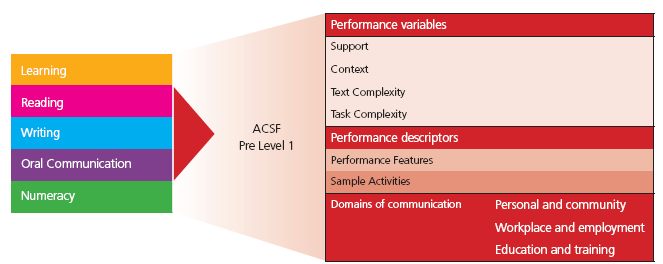 Learning
Reading
Writing
Oral Communication
Numeracy
ACSF
Pre Level 1
Performance variables
Support
Context
Text Complexity
Task Complexity
Performance descriptors
Performance Features
Sample Activities
Domains of communication Personal and community
Workplace and employment
Education and training